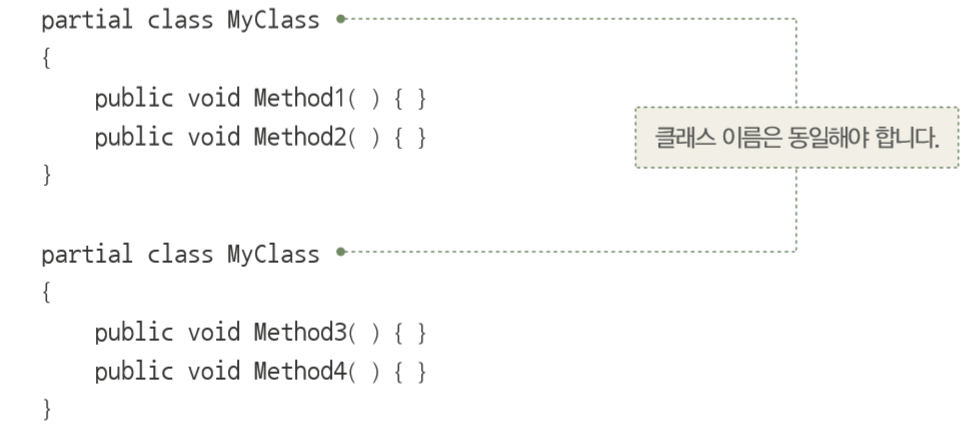 partial class MyClass
{
public void Method1( ) { }
public void Method2( ) { }
}
클래스 이름은 동일해야 합니다.
partial class MyClass
{
public void Method3( ) { }
public void Method4( ) { }
}